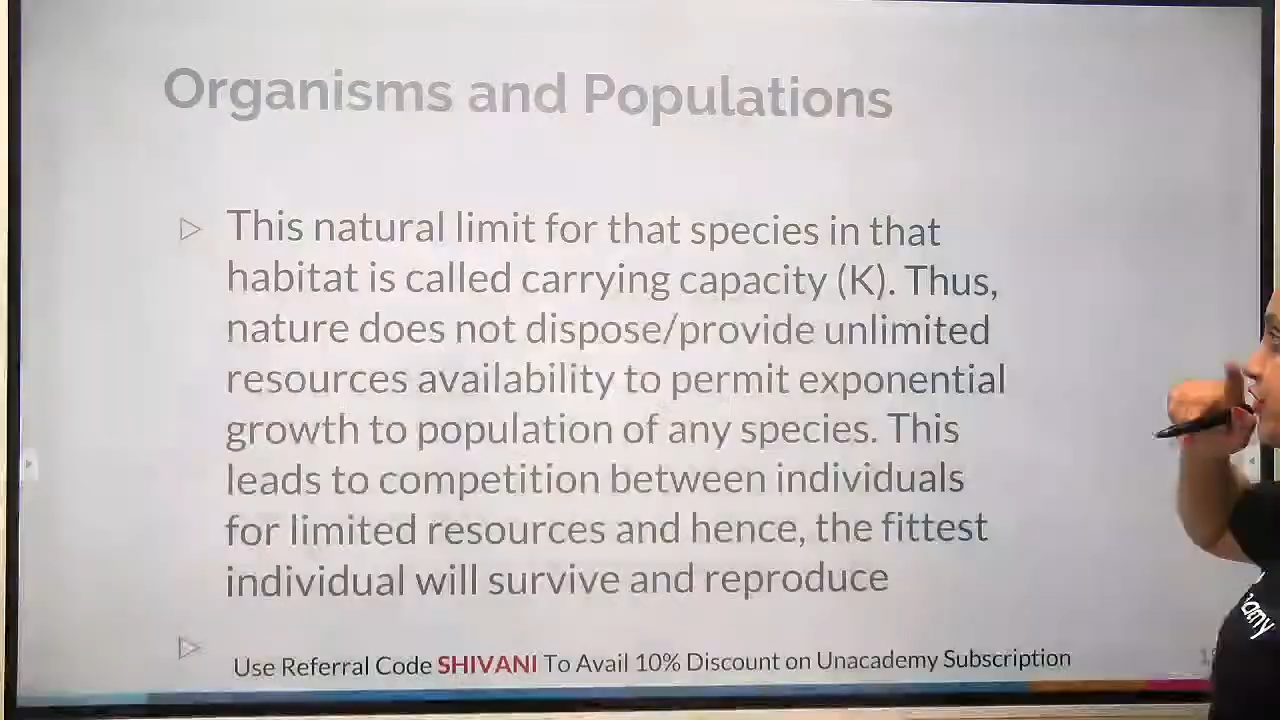 Organisms and Populations
This natural limit for that species in that
habitat is called carrying capacity (K). Thus,
nature does not dispose/provide unlimited
resources availability to permit exponential
growth to population of any species. This
leads to competition between individuals
for limited resources and hence, the fittest
individual will survive and reproduce
Use Referral Code SHIVANI To Avail 10% Discount on Unacademy Subscription